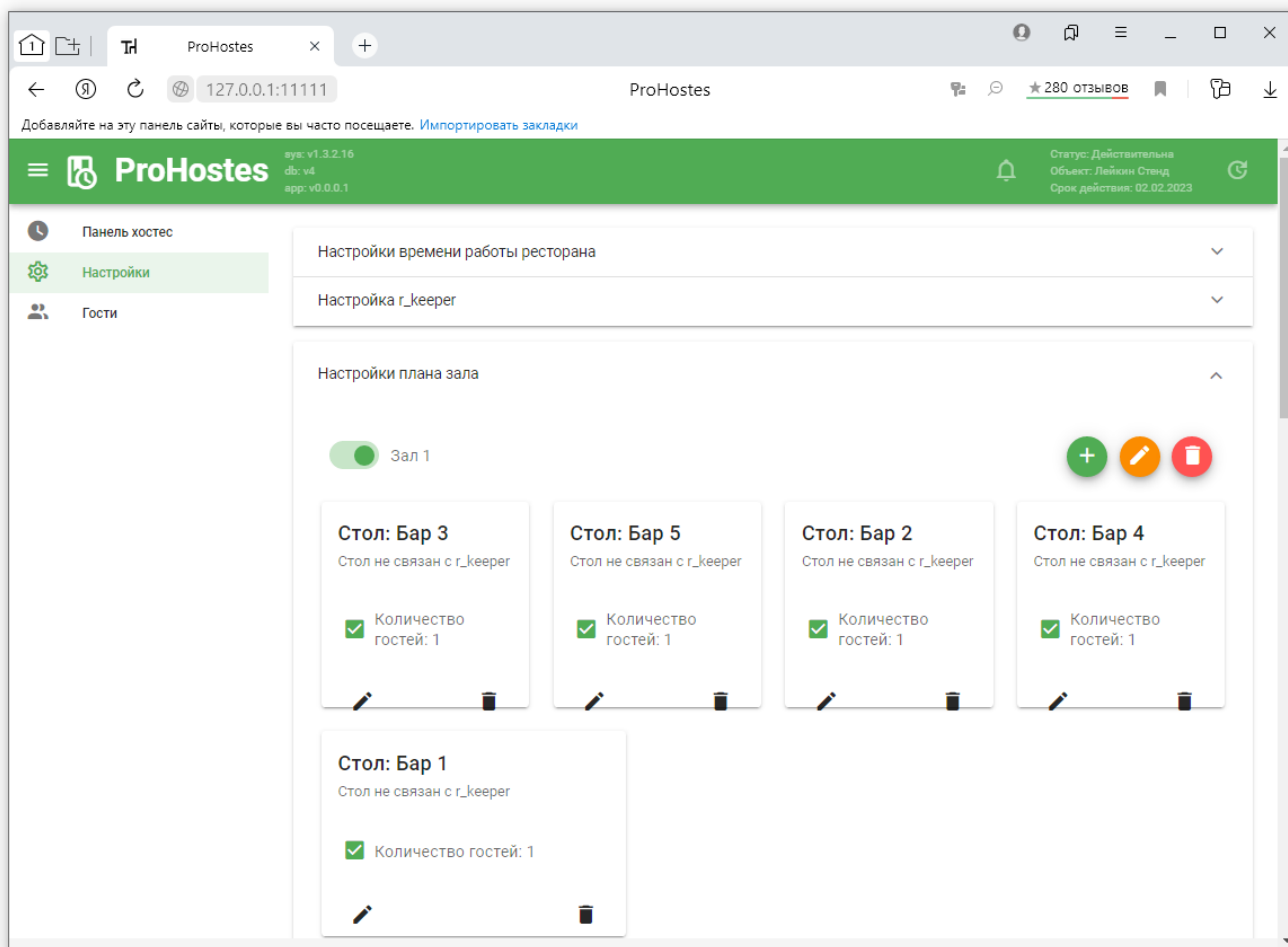 1
TH ProHostes
Я 127.0.0.1:11111 ProHostes ★ 280 отзывов
Добавляйте на эту панель сайты, которые вы часто посещаете. Импортировать закладки
ProHostes
sys: v1.3.2.16
db: v4
app: v0.0.0.1
Статус: Действительна
Объект: Лейкин Стенд
Срок действия: 02.02.2023
Панель хостес
Настройки
Гости
Настройки времени работы ресторана
Настройка r_keeper
Настройки плана зала
Зал 1
Стол: Бар 3
Стол не связан с r_keeper
Количество
гостей: 1
Стол: Бар 5
Стол не связан с r_keeper
Количество
гостей: 1
Стол: Бар 2
Стол не связан с r_keeper
Количество
гостей: 1
Стол: Бар 4
Стол не связан с r_keeper
Количество
гостей: 1
Стол: Бар 1
Стол не связан с r_keeper
Количество гостей: 1